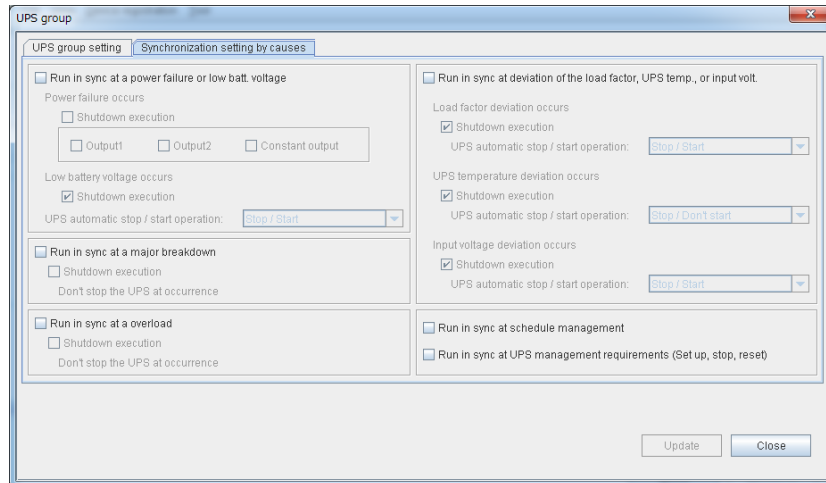 UPS group
UPS group setting
Synchronization setting by causes
Run in sync at a power failure or low batt. voltage
Power failure occurs
Shutdown execution
Output1
Output2
Constant output
Low battery voltage occurs
Shutdown execution
UPS automatic stop / start operation:
Stop / Start
Run in sync at a major breakdown
Shutdown execution
Don't stop the UPS at occurrence
Run in sync at a overload
Shutdown execution
Don't stop the UPS at occurrence
Run in sync at deviation of the load factor, UPS temp., or input volt.
Load factor deviation occurs
Shutdown execution
UPS automatic stop / start operation:
Stop / Start
UPS temperature deviation occurs
Shutdown execution
UPS automatic stop / start operation:
Stop / Don't start
Input voltage deviation occurs
Shutdown execution
UPS automatic stop / start operation:
Stop / Start
Run in sync at schedule management
Run in sync at UPS management requirements (Set up, stop, reset)
Update
Close